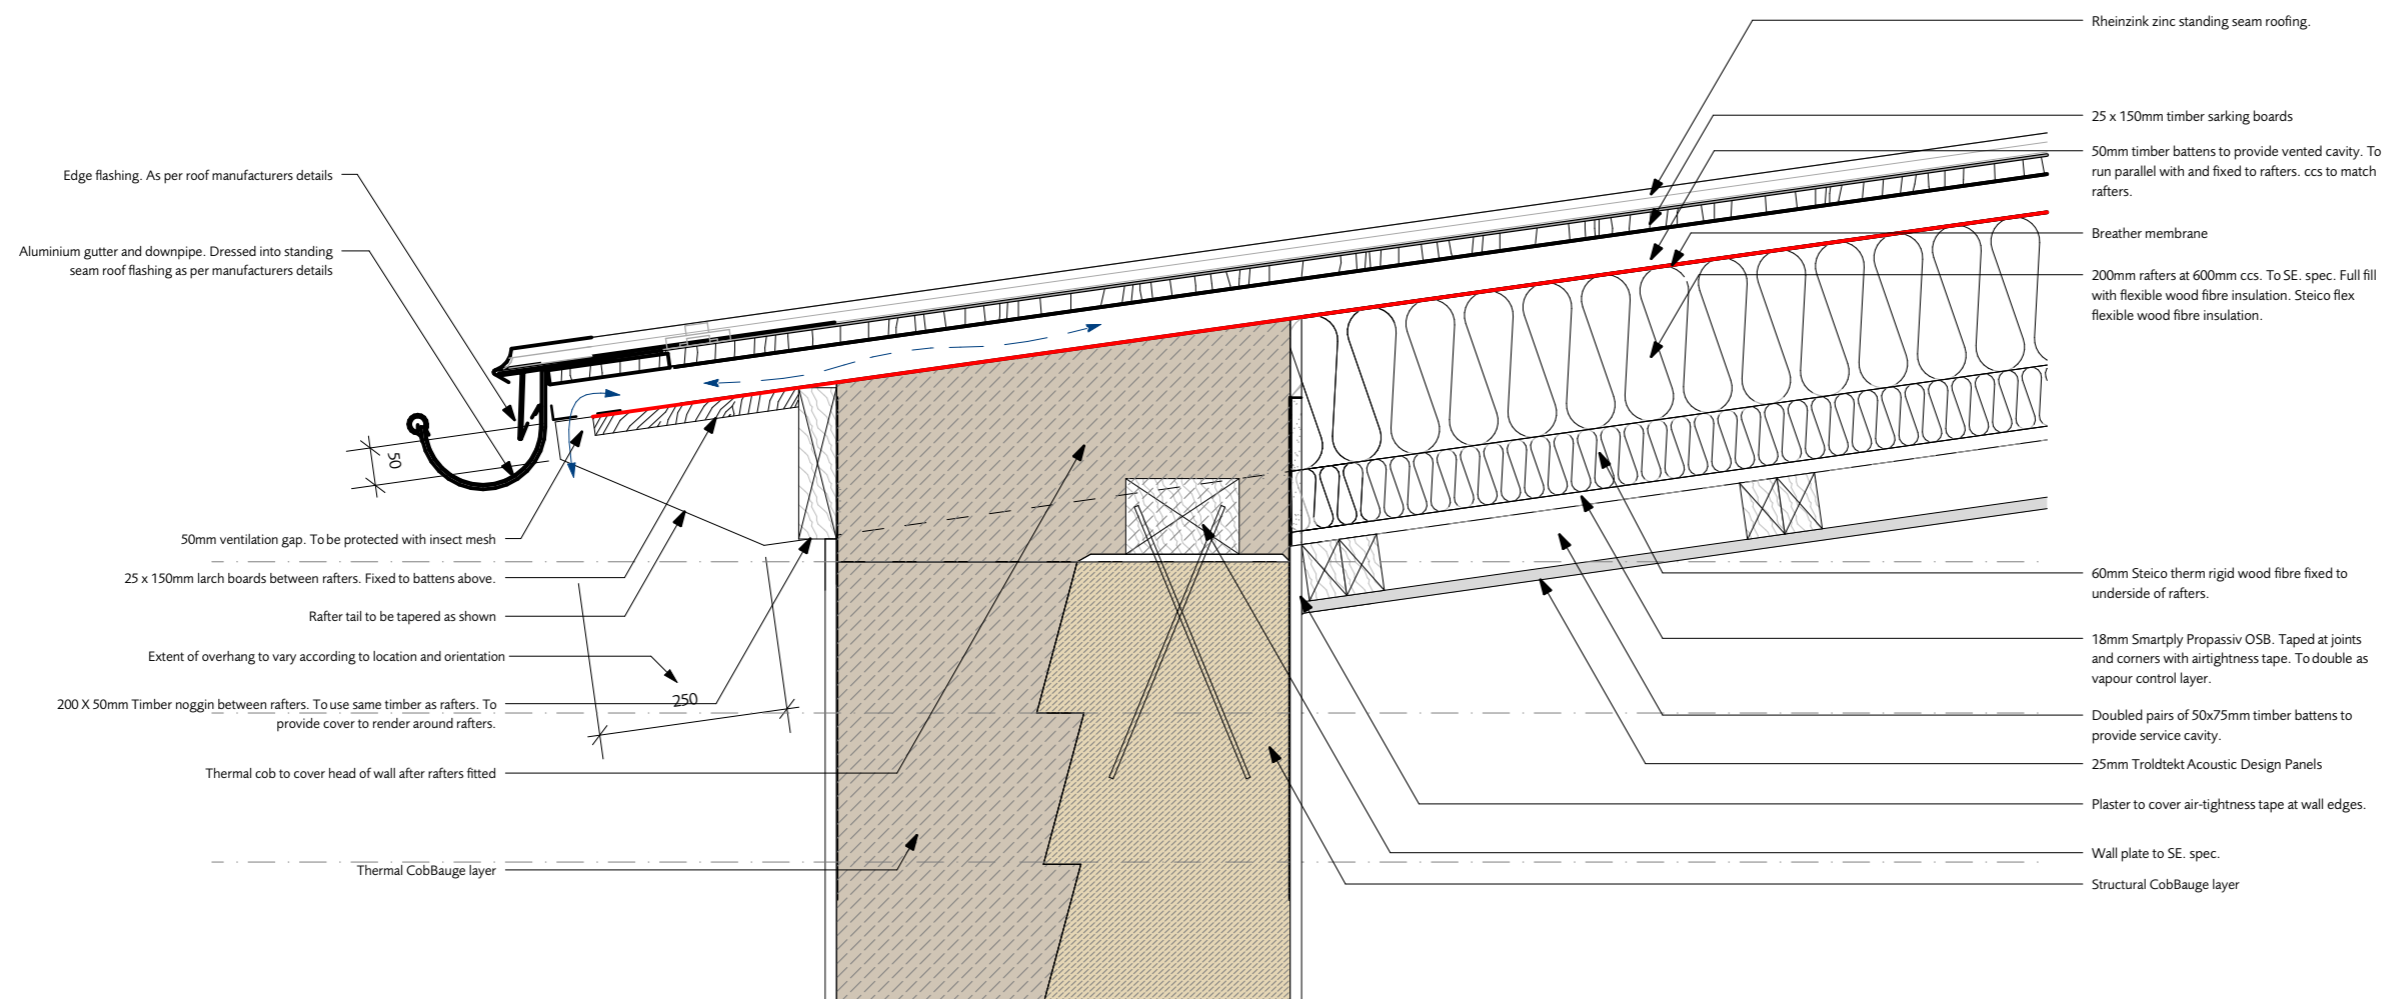 Edge flashing. As per roof manufacturers details
Aluminium gutter and downpipe. Dressed into standing
seam roof flashing as per manufacturers details
50
50mm ventilation gap. To be protected with insect mesh
25 x 150mm larch boards between rafters. Fixed to battens above.
Rafter tail to be tapered as shown
Extent of overhang to vary according to location and orientation
250
200 X 50mm Timber noggin between rafters. To use same timber as rafters. To
provide cover to render around rafters.
Thermal cob to cover head of wall after rafters fitted
Thermal CobBauge layer
Rheinzink zinc standing seam roofing.
25 x 150mm timber sarking boards
50mm timber battens to provide vented cavity. To
run parallel with and fixed to rafters. ccs to match
rafters.
Breather membrane
200mm rafters at 600mm ccs. To SE. spec. Full fill
with flexible wood fibre insulation. Steico flex
flexible wood fibre insulation.
60mm Steico therm rigid wood fibre fixed to
underside of rafters.
18mm Smartply Propassiv OSB. Taped at joints
and corners with airtightness tape. To double as
vapour control layer.
Doubled pairs of 50x75mm timber battens to
provide service cavity.
25mm Troldtekt Acoustic Design Panels
Plaster to cover air-tightness tape at wall edges.
Wall plate to SE. spec.
Structural CobBauge layer